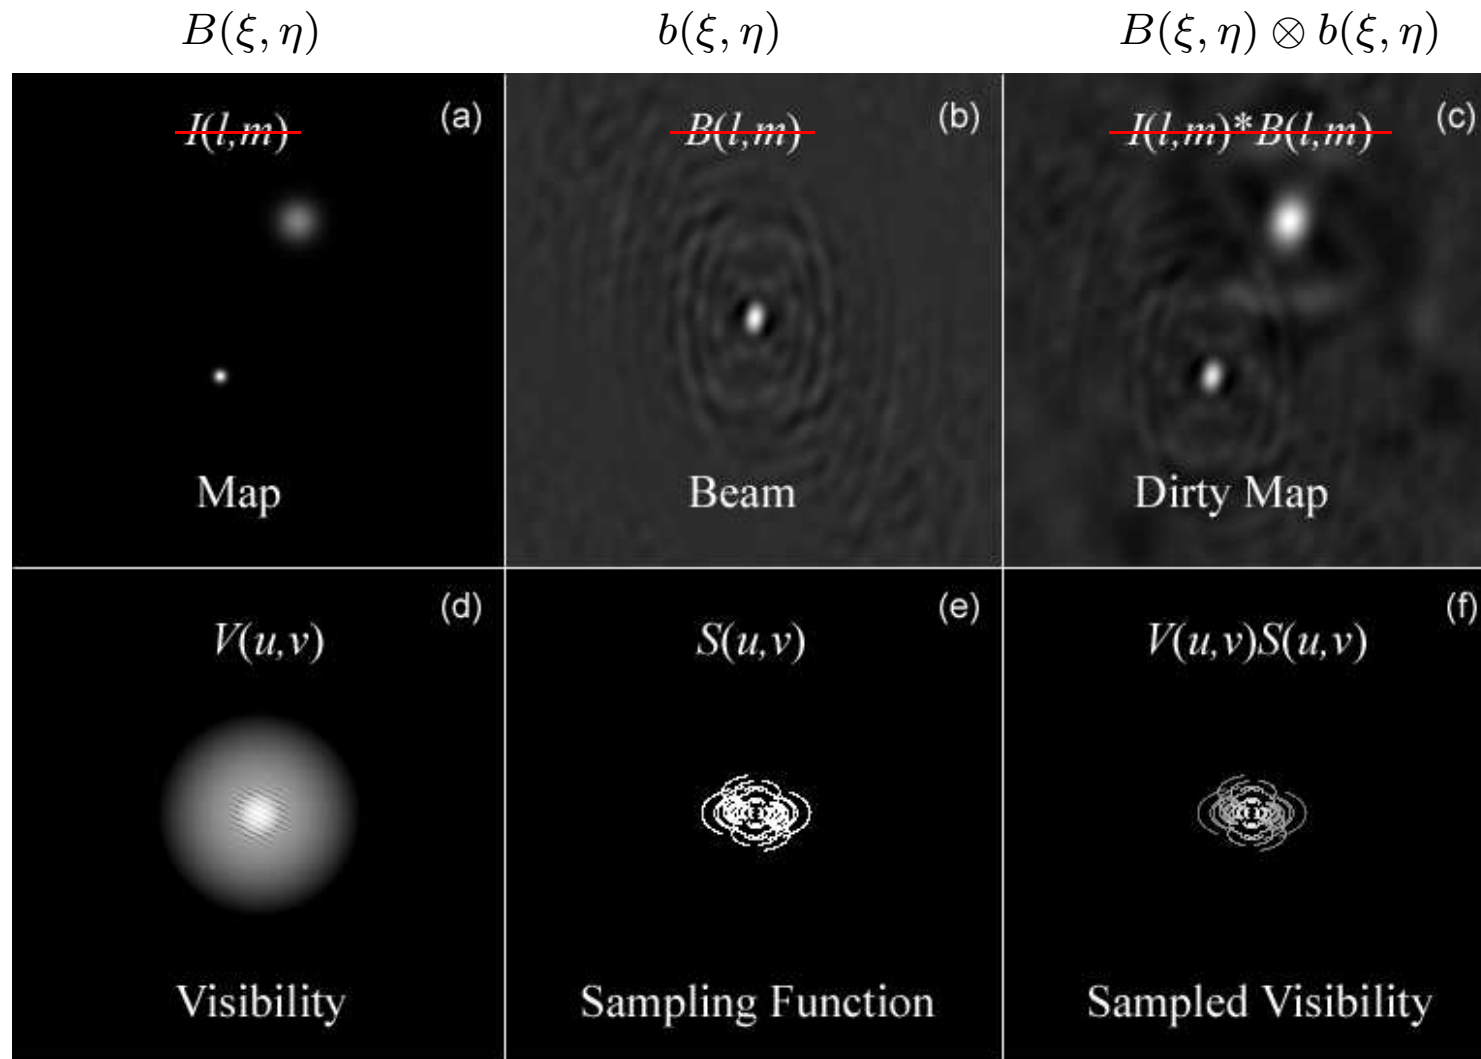 B(ξ, η) b(ξ, η) B(ξ, η) ⊗ b(ξ, η)
(a) (b) (c)
I(l,m) B(l,m) I(l,m)*B(l,m)
Map Beam Dirty Map
(d) (e) (f)
V(u,v) S(u,v) V(u,v)S(u,v)
Visibility Sampling Function Sampled Visibility